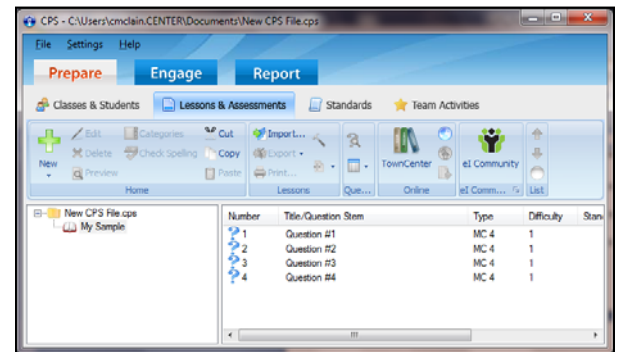 CPS - C:\Users\cmclain.CENTER\Documents\New CPS File.cps
File Settings Help
Prepare Engage Report
Classes & Students Lessons & Assessments Standards Team Activities
New Edit Categories Cut Import...
Delete Check Spelling Copy Export TownCenter eI Community
Preview Paste Print...
Home Lessons Que... Online eI Comm... List
New CPS File.cps Number Title/Question Stem Type Difficulty Stan
My Sample 1 Question #1 MC 4 1
2 Question #2 MC 4 1
3 Question #3 MC 4 1
4 Question #4 MC 4 1